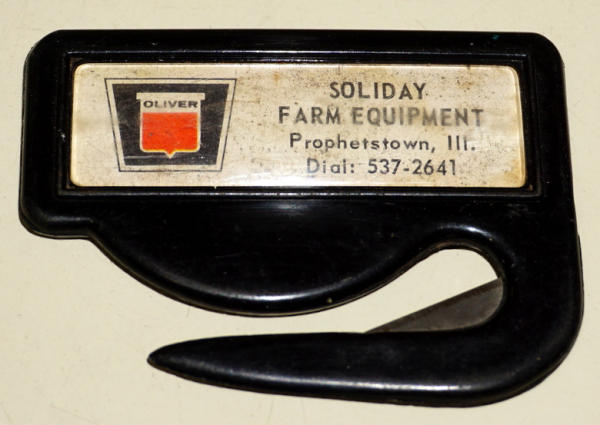 OLIVER
SOLIDAY
FARM EQUIPMENT
Prophetstown, Ill.
Dial: 537-2641